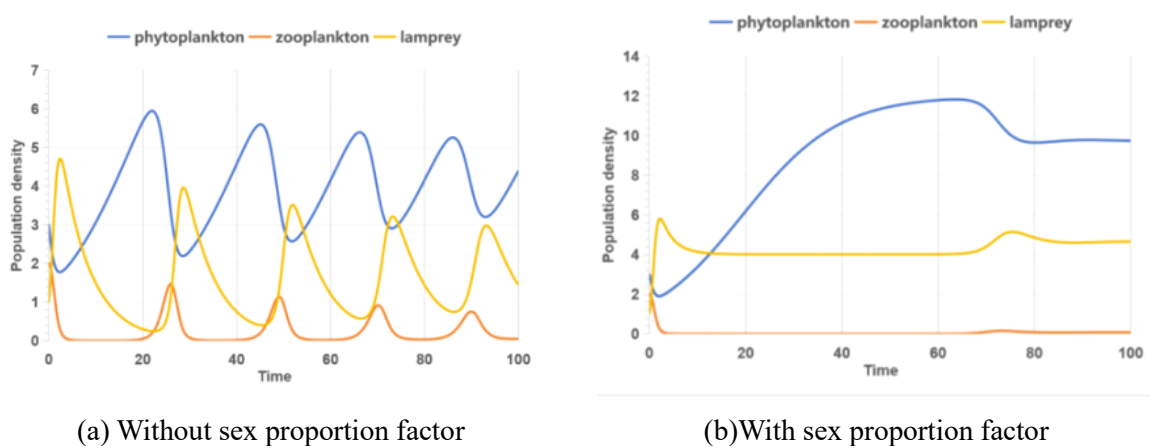 phytoplankton zooplankton lamprey
7
6
5
4
3
2
1
0
Population density
0 20 40 60 80 100
Time
(a) Without sex proportion factor
phytoplankton zooplankton lamprey
14
12
10
8
6
4
2
0
Population density
0 20 40 60 80 100
Time
(b)With sex proportion factor